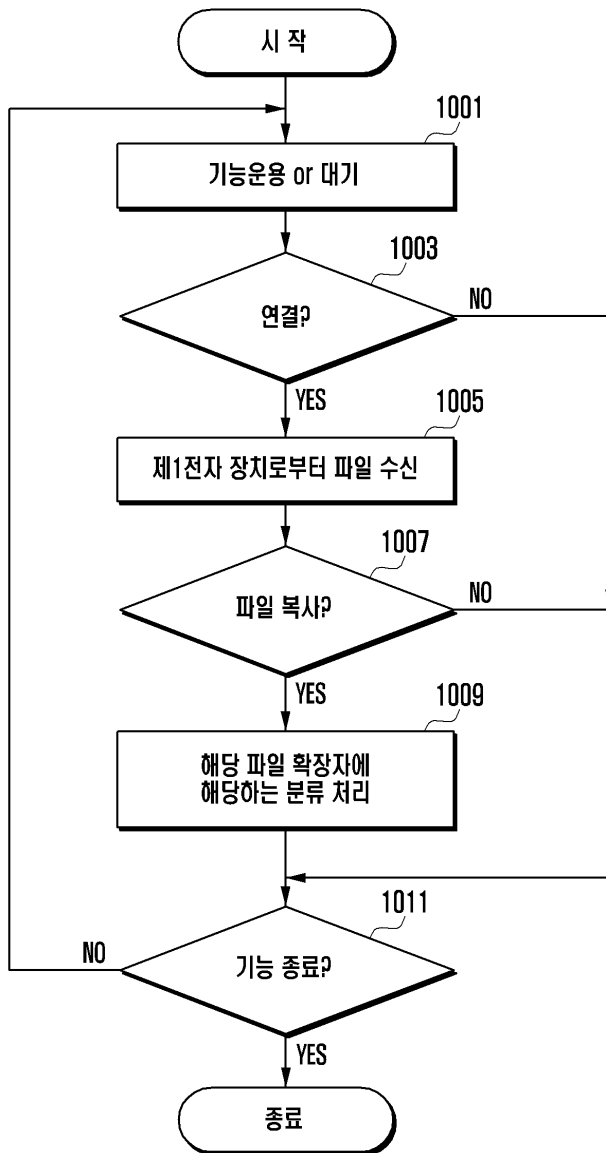 시 작
1001
기능운용 or 대기
1003
연결?
NO
YES
1005
제1전자 장치로부터 파일 수신
1007
파일 복사?
NO
YES
1009
해당 파일 확장자에
해당하는 분류 처리
1011
기능 종료?
NO
YES
종료